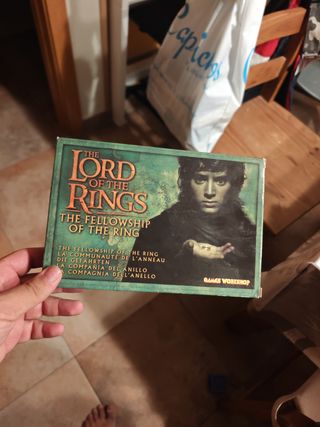 THE
LORD
OF THE
RINGS
THE FELLOWSHIP
OF THE RING
THE FELLOWSHIP OF THE RING
LA COMMUNAUTÉ DE L'ANNEAU
DIE GEFÄHRTEN
LA COMPAÑÍA DEL ANILLO
LA COMPAGNIA DELL'ANELLO
GAMES WORKSHOP